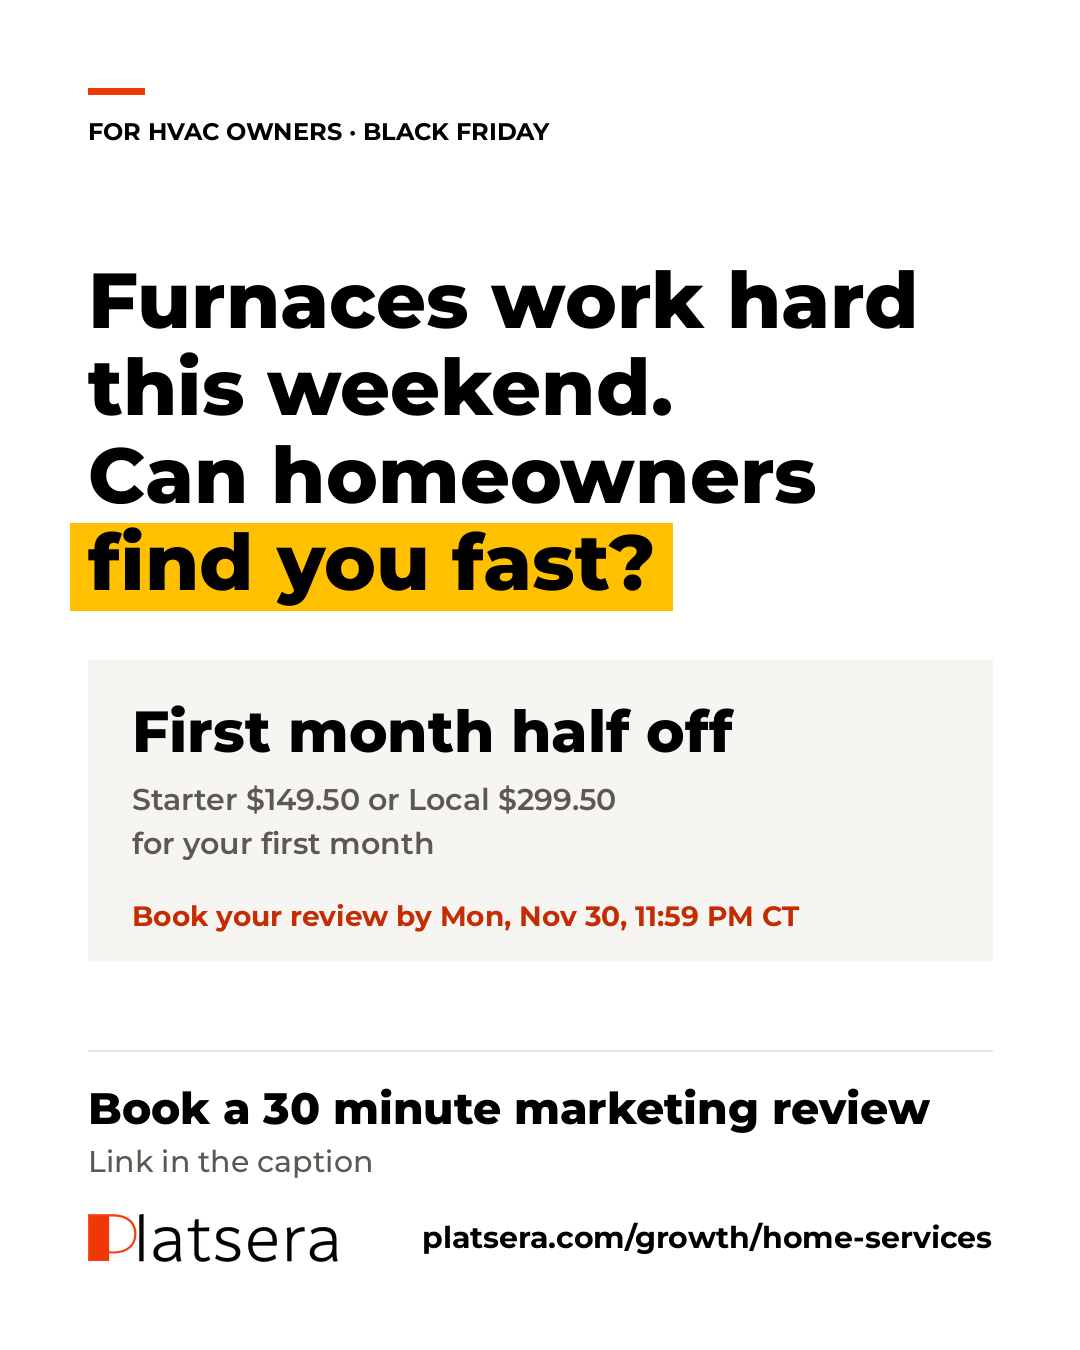 FOR HVAC OWNERS · BLACK FRIDAY
Furnaces work hard
this weekend.
Can homeowners
find you fast?
First month half off
Starter $149.50 or Local $299.50
for your first month
Book your review by Mon, Nov 30, 11:59 PM CT
Book a 30 minute marketing review
Link in the caption
Platsera
platsera.com/growth/home-services